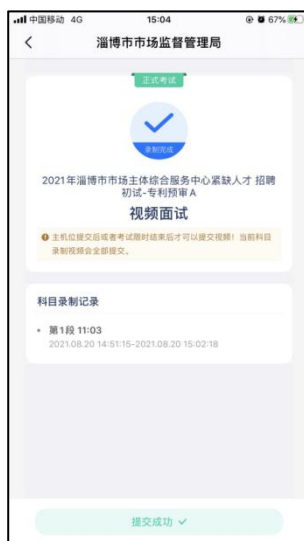 中国移动 4G 15:04 67%
淄博市市场监督管理局
正式考试
录制完成
2021年淄博市市场主体综合服务中心紧缺人才 招聘
初试-专利预审A
视频面试
主机位提交后或者考试限时结束后才可以提交视频！当前科目
录制视频会全部提交。
科目录制记录
第1段 11:03
2021.08.20 14:51:15-2021.08.20 15:02:18
提交成功